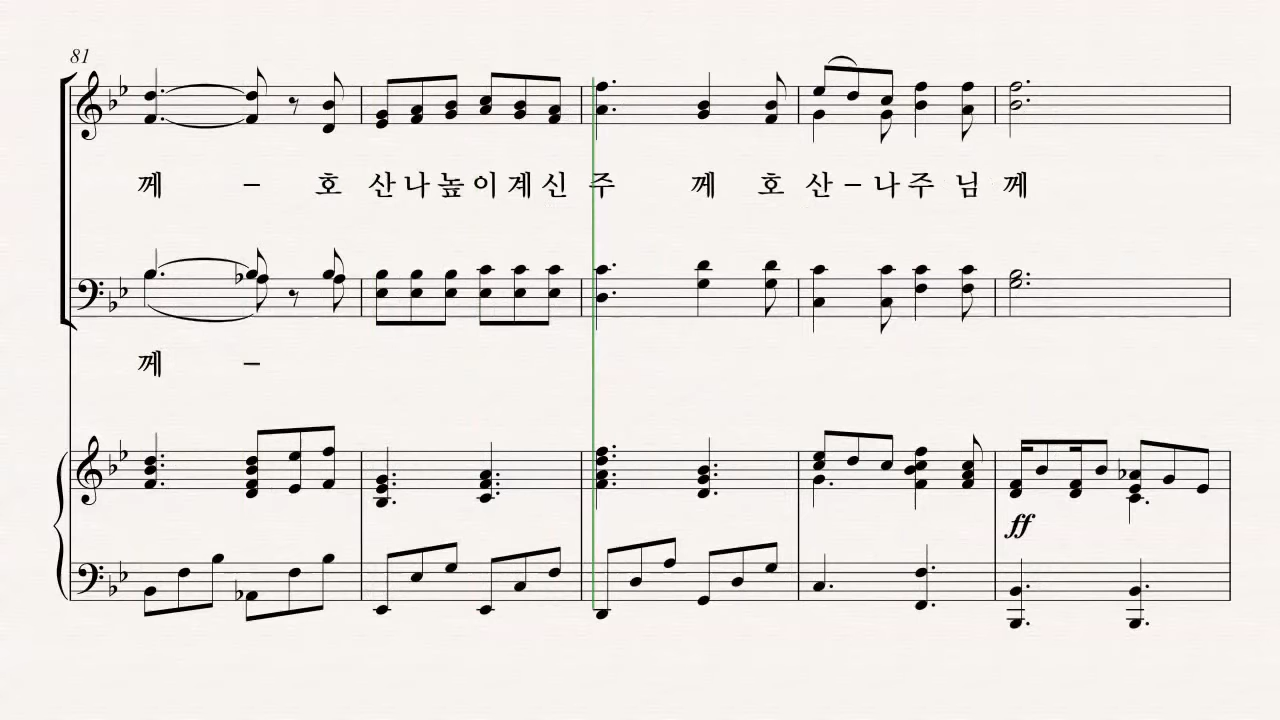 81
께 – 호 산 나 높 이 계 신 주 께 호 산 – 나 주 님 께
께 –
ff